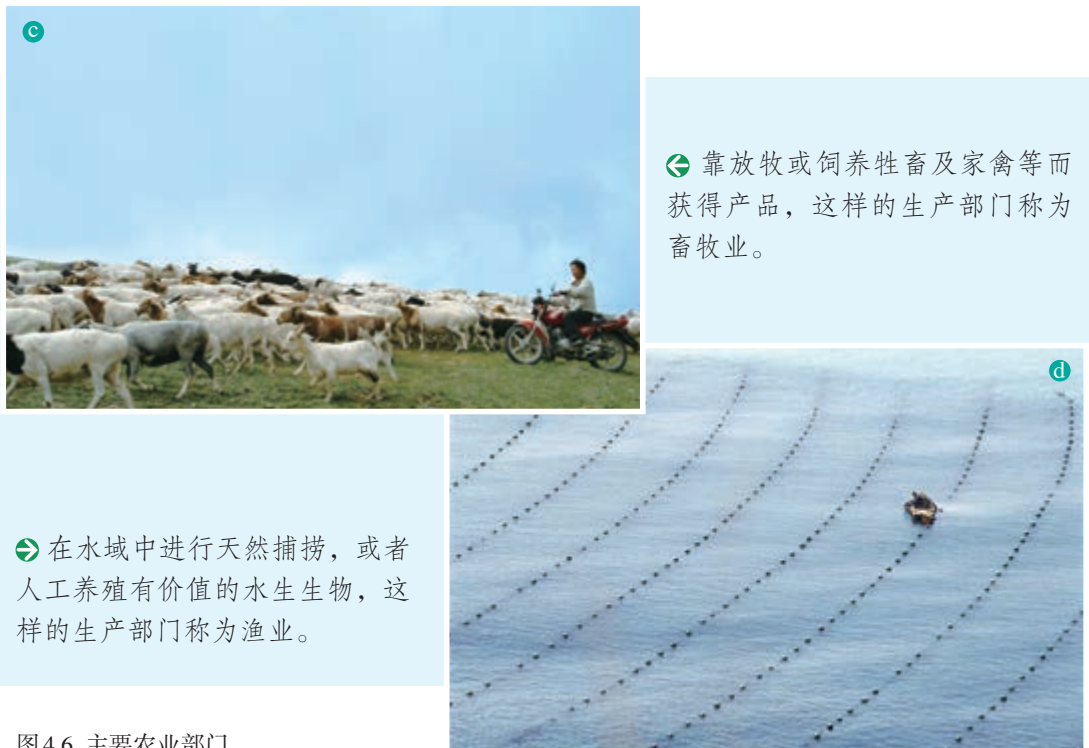 c
靠放牧或饲养牲畜及家禽等而
获得产品，这样的生产部门称为
畜牧业。
d
在水域中进行天然捕捞，或者
人工养殖有价值的水生生物，这
样的生产部门称为渔业。
图4.6 主要农业部门